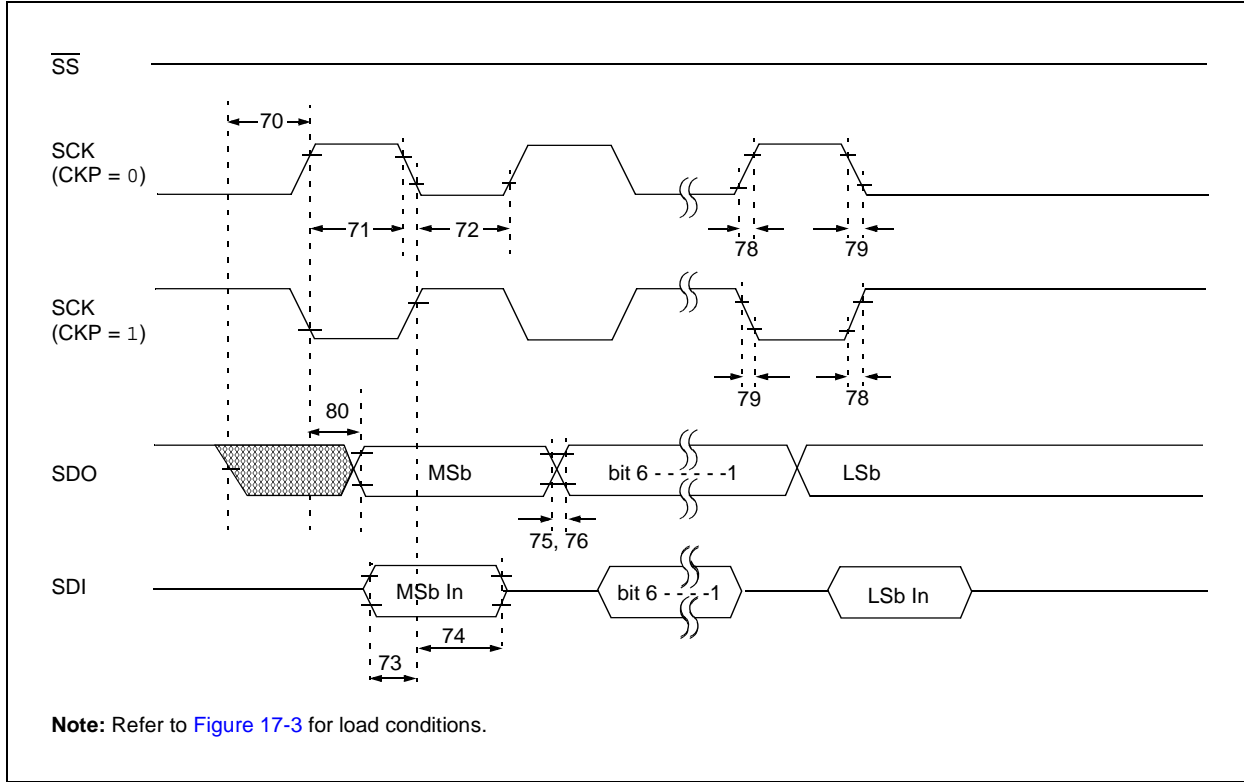 SS
70
SCK
(CKP = 0)
71
72
78
79
SCK
(CKP = 1)
79
78
80
SDO
MSb
bit 6 - - - - - - -1
LSb
75, 76
SDI
MSb In
bit 6 - - - - -1
LSb In
74
73
Note: Refer to Figure 17-3 for load conditions.